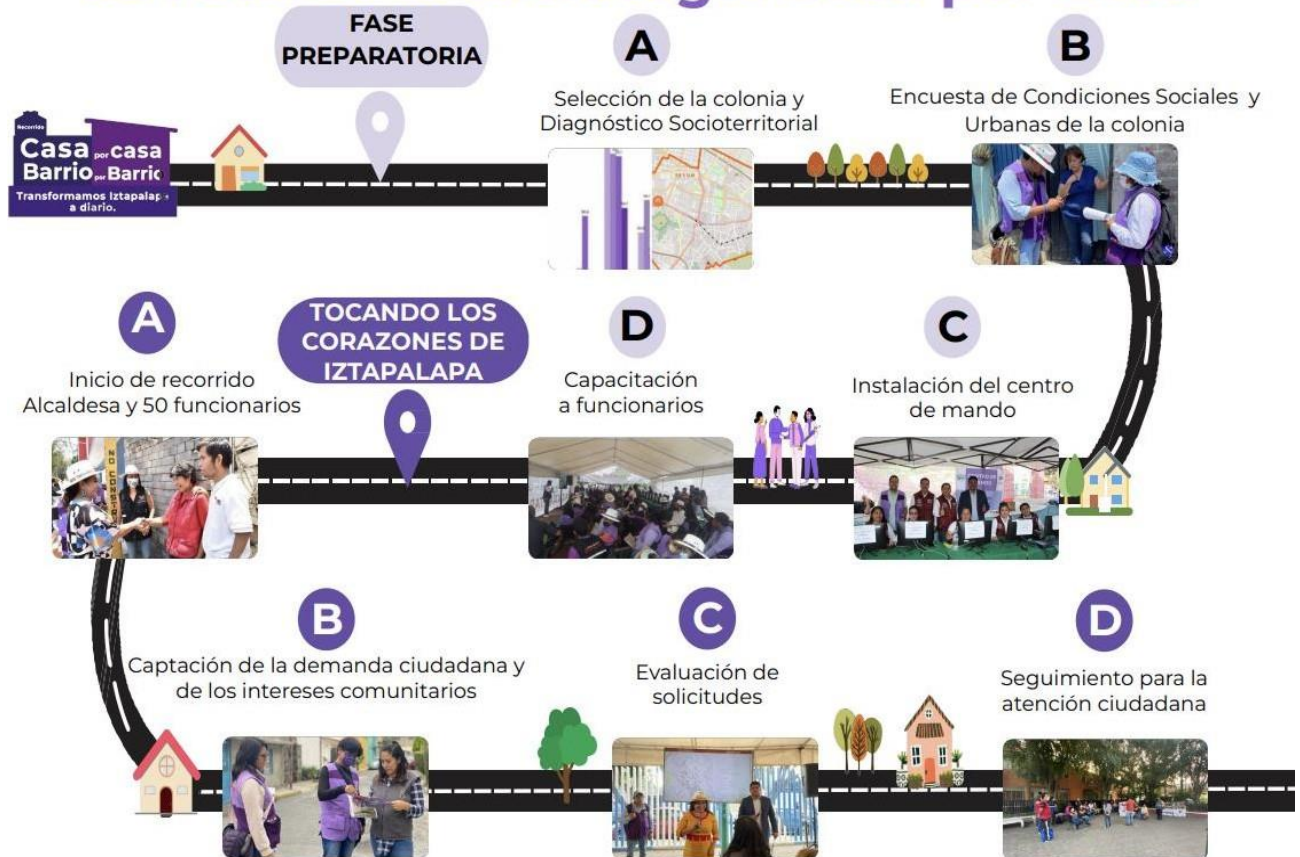 FASE
PREPARATORIA
A
Selección de la colonia y
Diagnóstico Socioterritorial
B
Encuesta de Condiciones Sociales y
Urbanas de la colonia
Recorrido
Casa por casa
Barrio por Barrio
Transformamos Iztapalapa
a diario.
A
Inicio de recorrido
Alcaldesa y 50 funcionarios
TOCANDO LOS
CORAZONES DE
IZTAPALAPA
D
Capacitación
a funcionarios
C
Instalación del centro
de mando
NO CONSTR
B
Captación de la demanda ciudadana y
de los intereses comunitarios
C
Evaluación de
solicitudes
D
Seguimiento para la
atención ciudadana